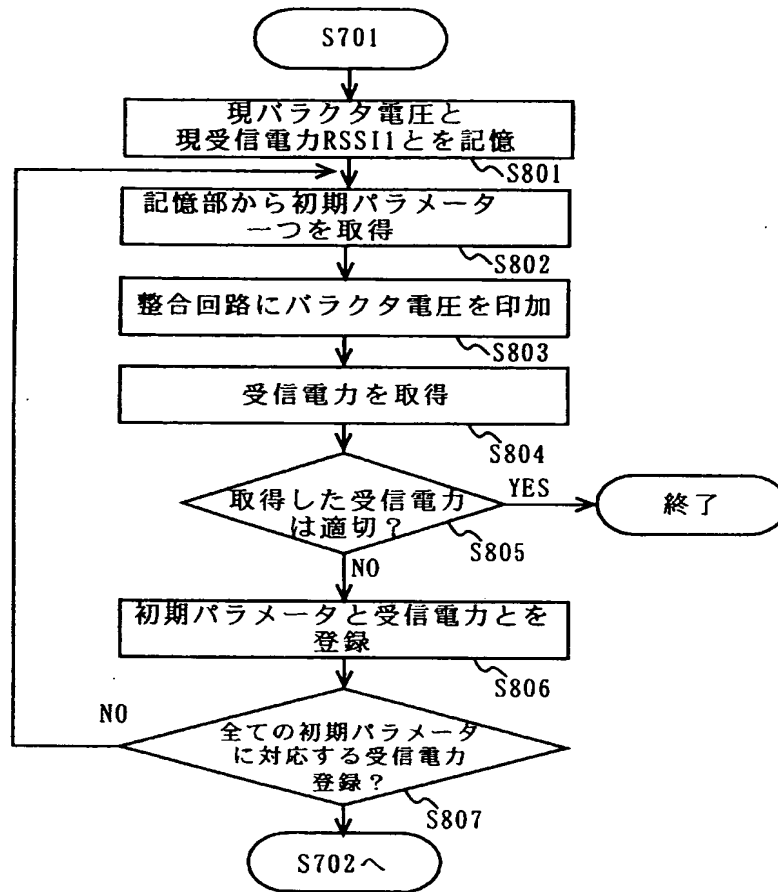 S701
現バラクタ電圧と
現受信電力RSSI1とを記憶
S801
記憶部から初期パラメータ
一つを取得
S802
整合回路にバラクタ電圧を印加
S803
受信電力を取得
S804
取得した受信電力
は適切?
YES
終了
S805
NO
初期パラメータと受信電力とを
登録
S806
NO
全ての初期パラメータ
に対応する受信電力
登録?
S807
S702へ